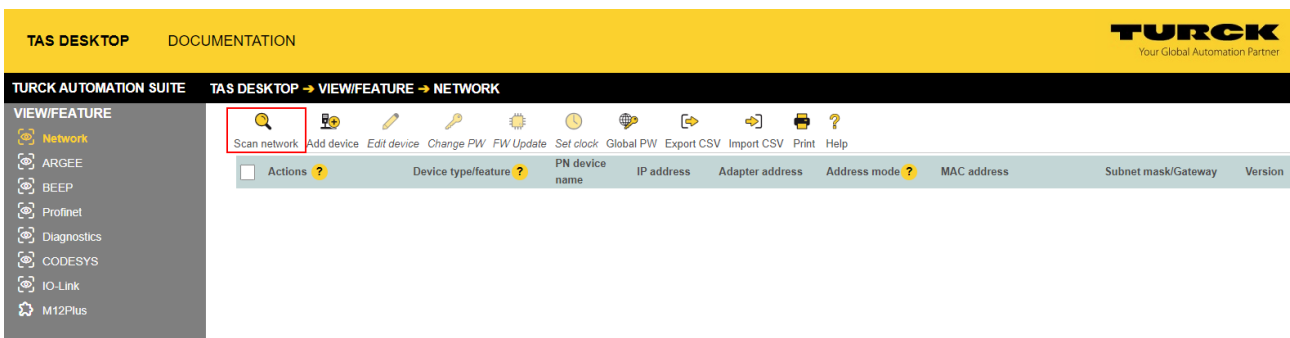 TAS DESKTOP DOCUMENTATION
TURCK
Your Global Automation Partner
TURCK AUTOMATION SUITE TAS DESKTOP ➔ VIEW/FEATURE ➔ NETWORK
VIEW/FEATURE
Network
ARGEE
BEEP
Profinet
Diagnostics
CODESYS
IO-Link
M12Plus
Scan network Add device Edit device Change PW FW Update Set clock Global PW Export CSV Import CSV Print Help
Actions ? Device type/feature ? PN device name IP address Adapter address Address mode ? MAC address Subnet mask/Gateway Version